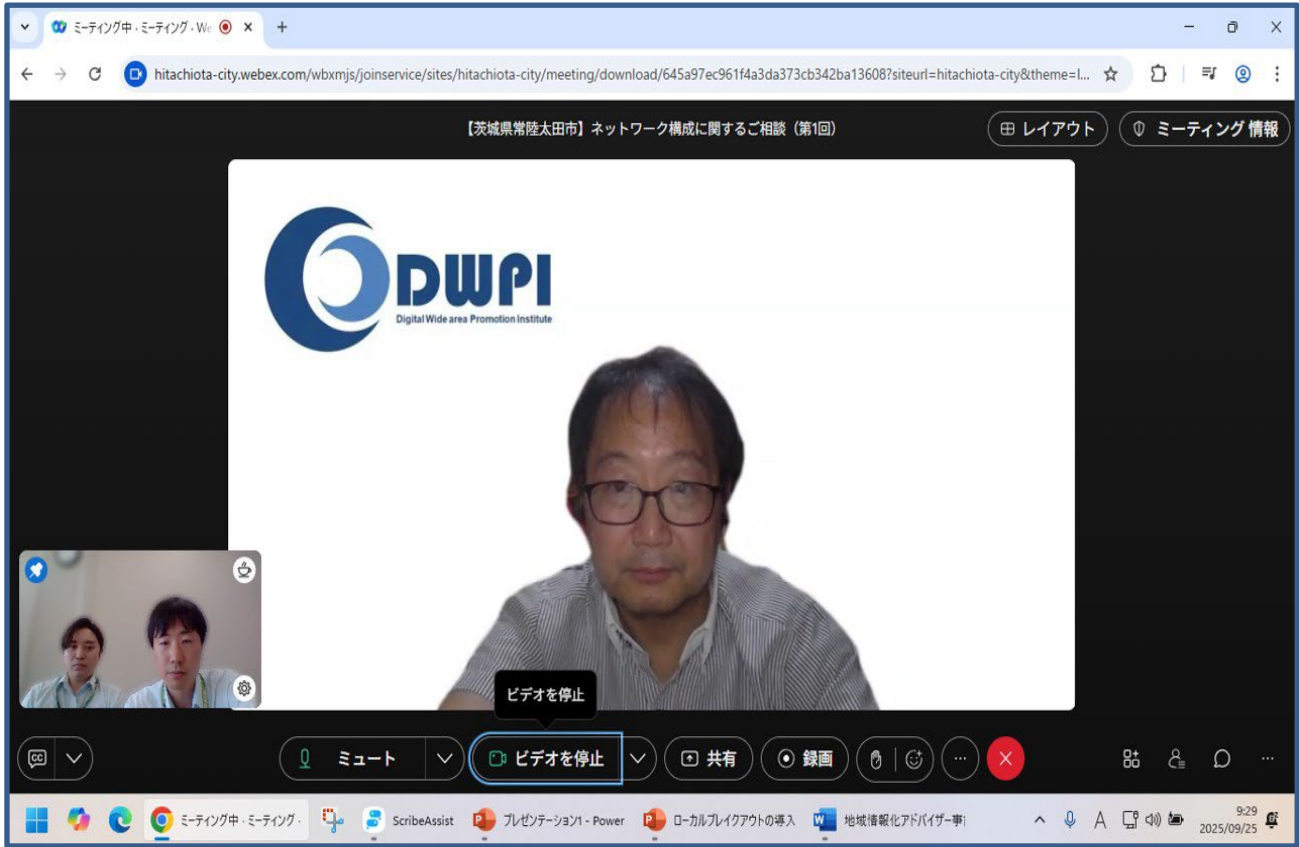 ミーティング中 · ミーティング · We
hitachiota-city.webex.com/wbxmjs/joinservice/sites/hitachiota-city/meeting/download/645a97ec961f4a3da373cb342ba13608?siteurl=hitachiota-city&theme=l...
【茨城県常陸太田市】ネットワーク構成に関するご相談（第1回）
レイアウト
ミーティング 情報
DWPI
Digital Wide area Promotion Institute
ビデオを停止
CC
ミュート
ビデオを停止
共有
録画
ミーティング中 · ミーティング ·
ScribeAssist
プレゼンテーション1 - Power
ローカルブレイクアウトの導入
地域情報化アドバイザー事
A
9:29
2025/09/25